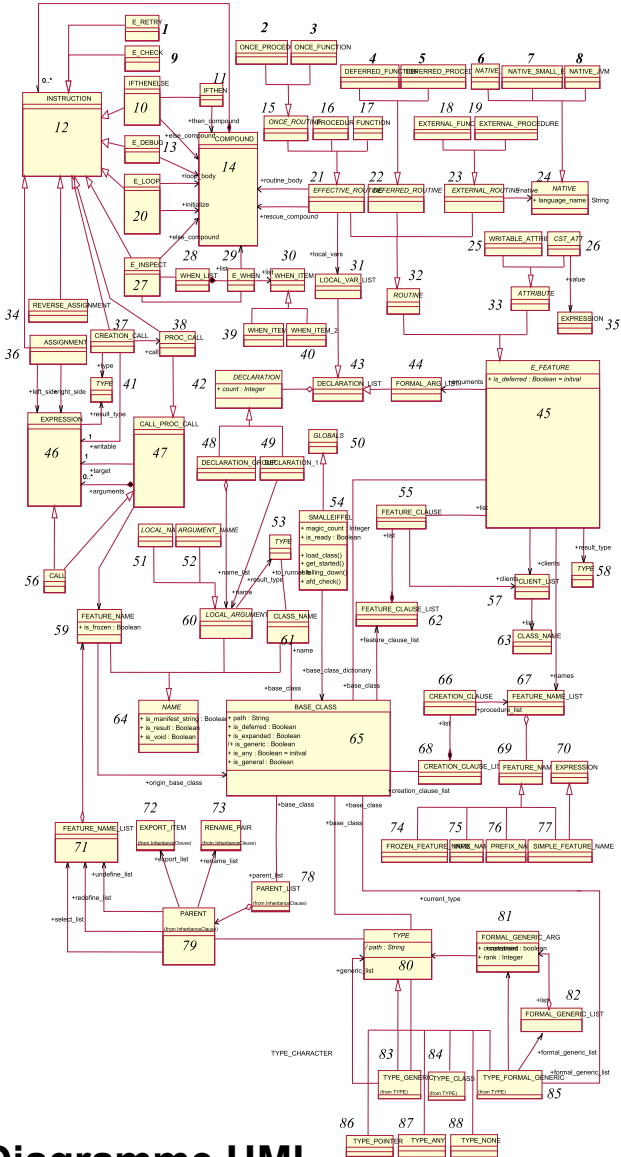 E_RETRY
1
E_CHECK
9
0..*
INSTRUCTION
12
IFTHENELSE
10
11
IFTHEN
+then_compound
+else_compound
E_DEBUG
13
COMPOUND
14
+loop_body
E_LOOP
20
+initialize
+else_compound
E_INSPECT
27
28
29
30
WHEN_LIST
+list
E_WHEN
+list
WHEN_ITEM
2
3
ONCE_PROCED
ONCE_FUNCTION
4
5
DEFERRED_FUNCTION
DEFERRED_PROCED
6
7
8
NATIVE_
NATIVE_SMALL_E
NATIVE_JVM
15
16
17
ONCE_ROUTINE
PROCEDUR
FUNCTION
18
19
EXTERNAL_FUNC
EXTERNAL_PROCEDURE
+routine_body
21
22
23
24
EFFECTIVE_ROUTINE
DEFERRED_ROUTINE
EXTERNAL_ROUTINE
+native
NATIVE
+ language_name : String
+rescue_compound
+local_vars
31
LOCAL_VAR_LIST
25
WRITABLE_ATTRIE
CST_ATT
26
+value
32
ROUTINE
33
ATTRIBUTE
EXPRESSION
35
34
REVERSE_ASSIGNMENT
36
ASSIGNMENT
37
CREATION_CALL
38
PROC_CALL
+call
39
WHEN_ITEM
WHEN_ITEM_2
40
+type
TYPE
41
+result_type
+left_side
+right_side
42
DECLARATION
+ count : Integer
43
DECLARATION_LIST
44
FORMAL_ARG_LIST
+arguments
E_FEATURE
+ is_deferred : Boolean = initval
45
EXPRESSION
46
1
+writable
1
+target
0..*
+arguments
CALL_PROC_CALL
47
48
49
DECLARATION_GROUP
DECLARATION_1
GLOBALS
50
54
SMALLEIFFEL
+ magic_count : Integer
+ is_ready : Boolean
+ load_class()
+ get_started()
+ falling_down()
+ afd_check()
LOCAL_NA
ARGUMENT_NAME
51
52
53
TYPE
+to_runnable
+name_list
+result_type
+name
55
FEATURE_CLAUSE
+list
+list
56
CALL
+clients
+clients
CLIENT_LIST
57
+result_type
TYPE
58
59
FEATURE_NAME
+ is_frozen : Boolean
60
LOCAL_ARGUMENT
CLASS_NAME
61
+name
FEATURE_CLAUSE_LIST
62
+feature_clause_list
+list
63
CLASS_NAME
+base_class_dictionary
+base_class
+base_class
64
NAME
+ is_manifest_string : Boolean
+ is_result : Boolean
+ is_void : Boolean
BASE_CLASS
+ path : String
+ is_deferred : Boolean
+ is_expanded : Boolean
/+ is_generic : Boolean
+ is_any : Boolean = initval
+ is_general : Boolean
65
66
67
+names
CREATION_CLAUSE
FEATURE_NAME_LIST
+procedure_list
+list
68
CREATION_CLAUSE_LIS
69
FEATURE_NAM
70
EXPRESSION
+origin_base_class
+creation_clause_list
+base_class
+base_class
+base_class
FEATURE_NAME_LIST
71
72
EXPORT_ITEM
(from InheritanceClause)
73
RENAME_PAIR
(from InheritanceClause)
+export_list
+rename_list
+undefine_list
+redefine_list
+select_list
74
75
76
77
FROZEN_FEATURE_NAME
PREFIX_NA
SIMPLE_FEATURE_NAME
+parent_list
78
PARENT_LIST
(from InheritanceClause)
PARENT
(from InheritanceClause)
79
+current_type
TYPE
/ path : String
80
+generic_list
81
FORMAL_GENERIC_ARG
+ rank : Integer
+list
82
FORMAL_GENERIC_LIST
+formal_generic_list
+formal_generic_list
TYPE_CHARACTER
83
TYPE_GENERIC
(from TYPE)
84
TYPE_CLASS
(from TYPE)
TYPE_FORMAL_GENERIC
(from TYPE)
85
86
87
88
TYPE_POINTER
TYPE_ANY
TYPE_NONE